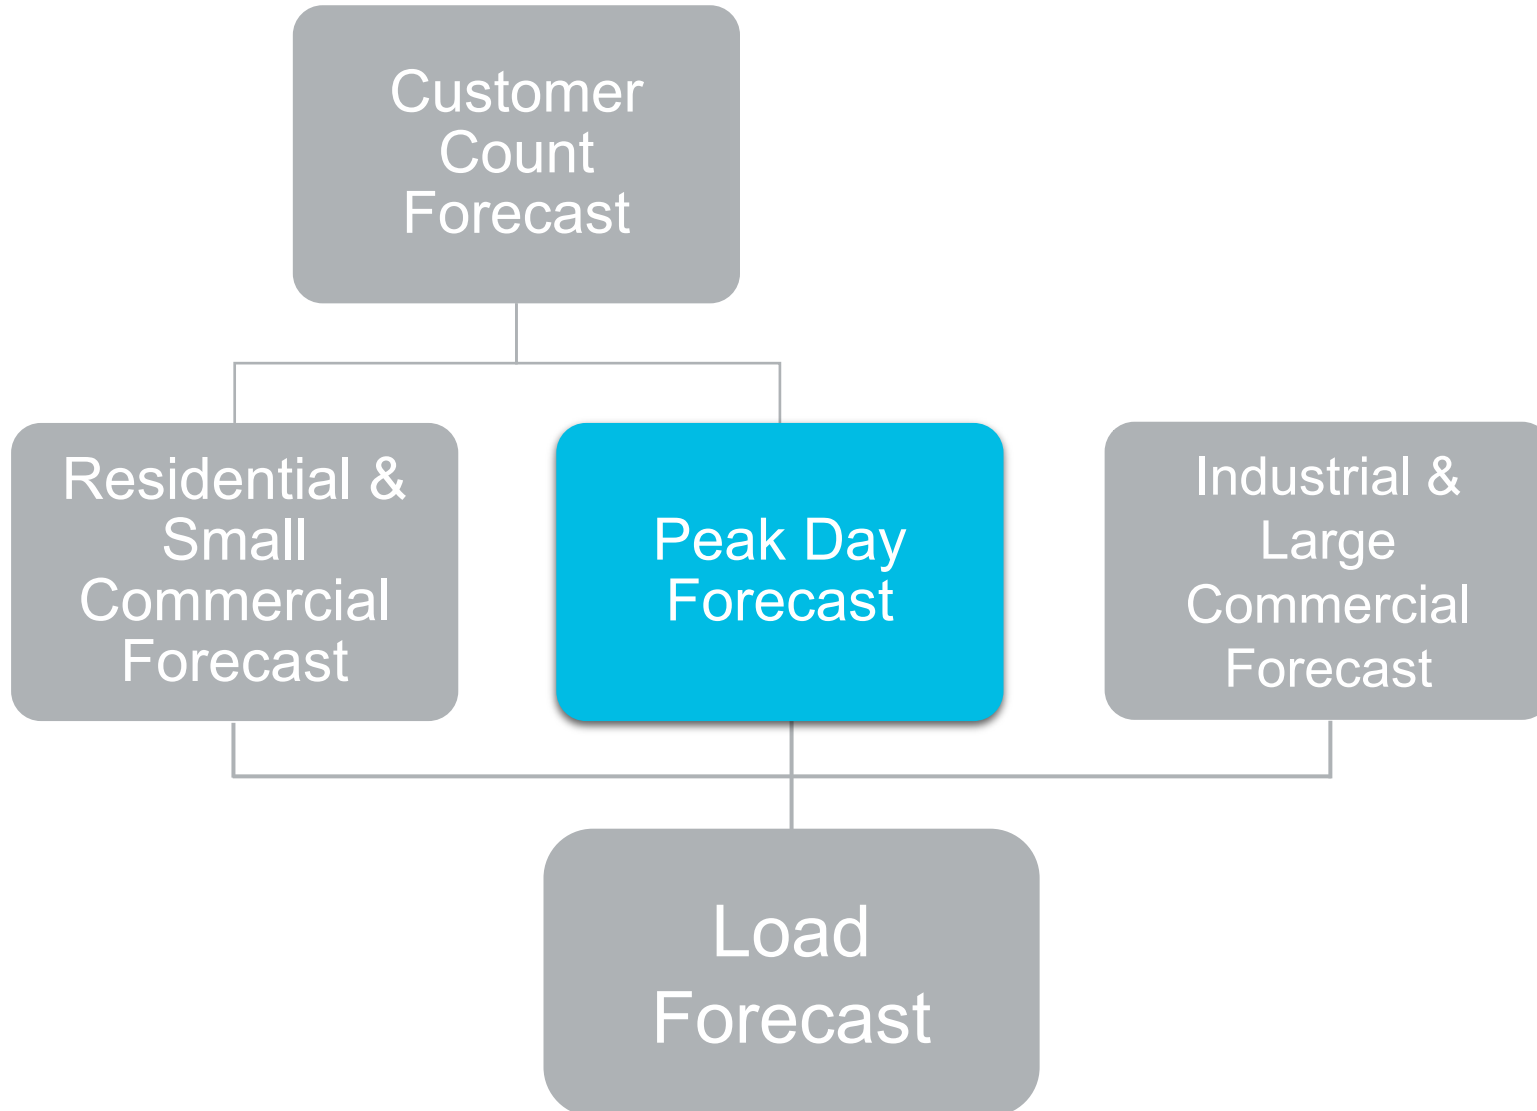 Customer
Count
Forecast
Residential &
Small
Commercial
Forecast
Peak Day
Forecast
Industrial &
Large
Commercial
Forecast
Load
Forecast